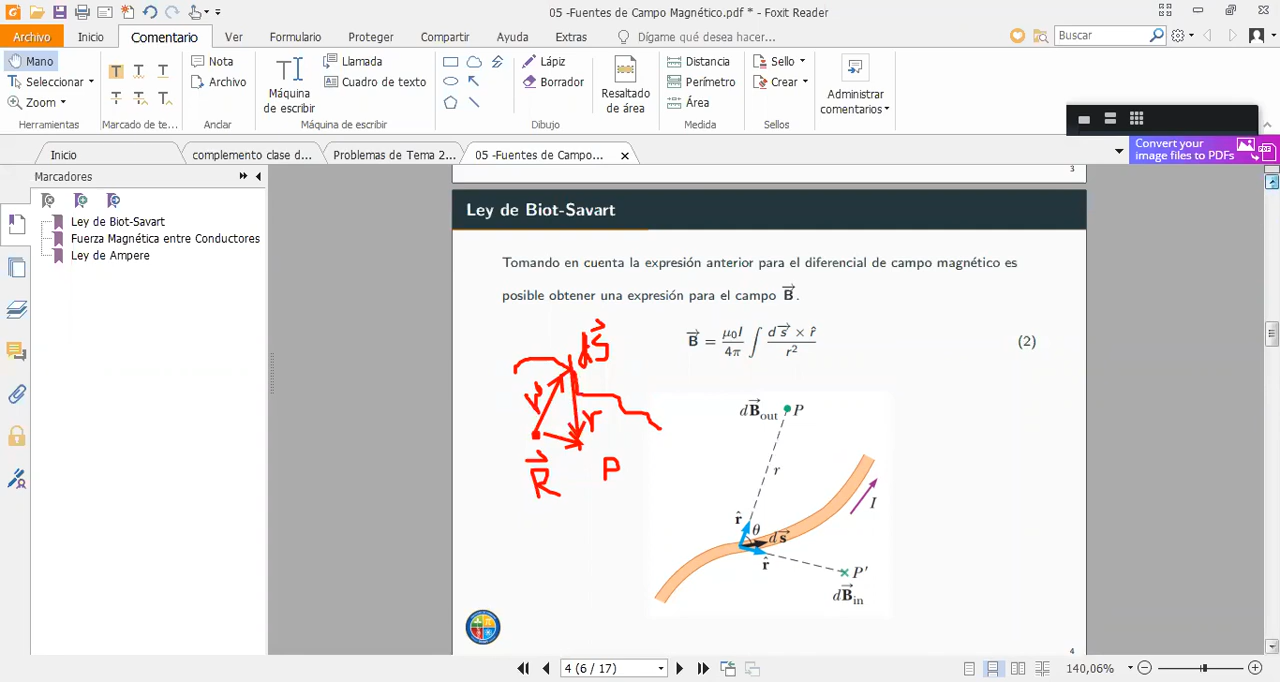 05 -Fuentes de Campo Magnético.pdf * - Foxit Reader
Archivo Inicio Comentario Ver Formulario Proteger Compartir Ayuda Extras Dígame qué desea hacer... Buscar
Mano
Seleccionar
Zoom
Herramientas
Marcado de te...
Nota
Archivo
Anclar
Máquina
de escribir
Llamada
Cuadro de texto
Máquina de escribir
Lápiz
Borrador
Dibujo
Resaltado
de área
Distancia
Perímetro
Área
Medida
Sello
Crear
Sellos
Administrar
comentarios
Convert your
image files to PDFs
PDF
Inicio complemento clase d... Problemas de Tema 2... 05 -Fuentes de Campo...
Marcadores
Ley de Biot-Savart
Fuerza Magnética entre Conductores
Ley de Ampere
3
Ley de Biot-Savart
Tomando en cuenta la expresión anterior para el diferencial de campo magnético es
posible obtener una expresión para el campo B⃗.
B⃗ = μ₀I/4π ∫ ds⃗ × r̂/r² (2)
ds⃗
r
R⃗
P
dB⃗out P
r
r̂ θ ds⃗
r̂
I
P′
dB⃗in
4
4 (6 / 17) 140,06%